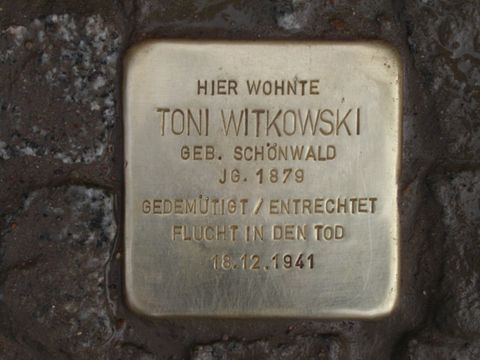 HIER WOHNTE
TONI WITKOWSKI
GEB. SCHÖNWALD
JG. 1879
GEDEMÜTIGT / ENTRECHTET
FLUCHT IN DEN TOD
18.12.1941